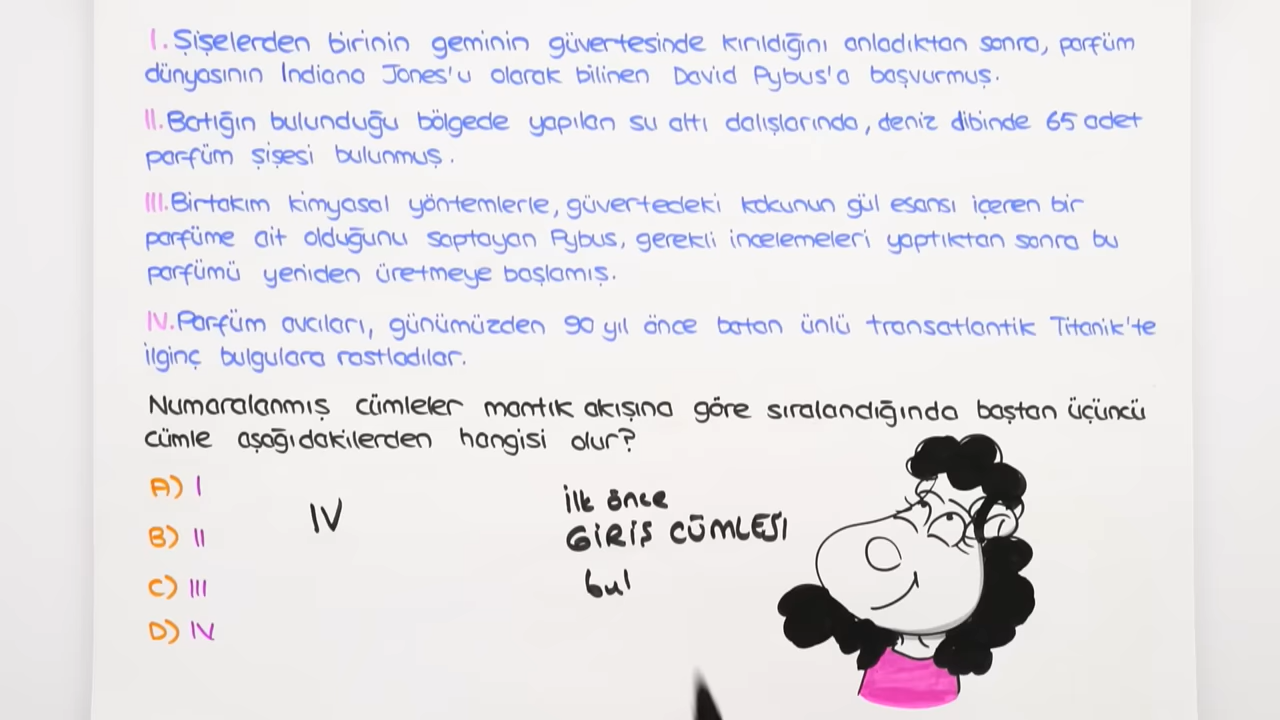 I. Şişelerden birinin geminin güvertesinde kırıldığını anladıktan sonra, parfüm
dünyasının Indiana Jones'u olarak bilinen David Pybus'a başvurmuş.
II. Batığın bulunduğu bölgede yapılan su altı dalışlarında, deniz dibinde 65 adet
parfüm şişesi bulunmuş.
III. Birtakım kimyasal yöntemlerle, güvertedeki kokunun gül esansı içeren bir
parfüme ait olduğunu saptayan Pybus, gerekli incelemeleri yaptıktan sonra bu
parfümü yeniden üretmeye başlamış.
IV. Parfüm avcıları, günümüzden 90 yıl önce batan ünlü transatlantik Titanik'te
ilginç bulgulara rastladılar.
Numaralanmış cümleler mantık akışına göre sıralandığında baştan üçüncü
cümle aşağıdakilerden hangisi olur?
A) I
B) II
C) III
D) IV
IV
İlk önce
GİRİŞ CÜMLESİ
bul